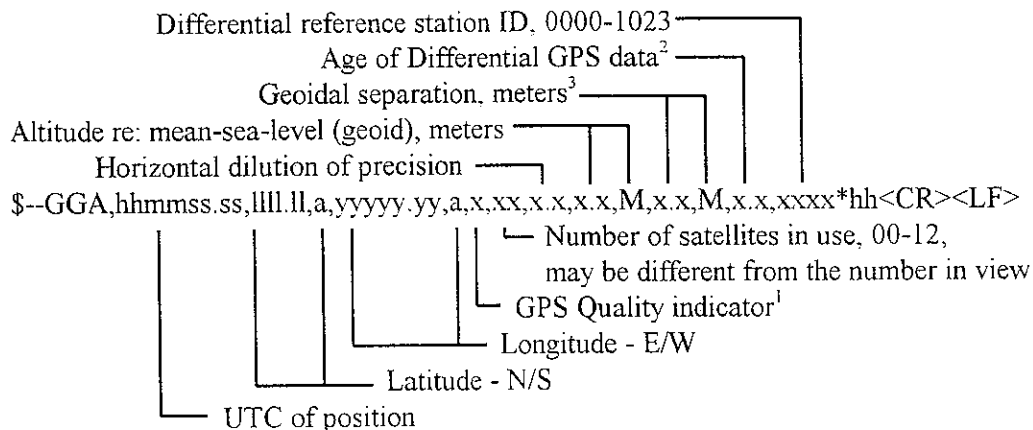 Differential reference station ID, 0000-1023
Age of Differential GPS data²
Geoidal separation, meters³
Altitude re: mean-sea-level (geoid), meters
Horizontal dilution of precision
$--GGA,hhmmss.ss,llll.ll,a,yyyyy.yy,a,x,xx,x.x,x.x,M,x.x,M,x.x,xxxx*hh<CR><LF>
Number of satellites in use, 00-12,
may be different from the number in view
GPS Quality indicator¹
Longitude - E/W
Latitude - N/S
UTC of position